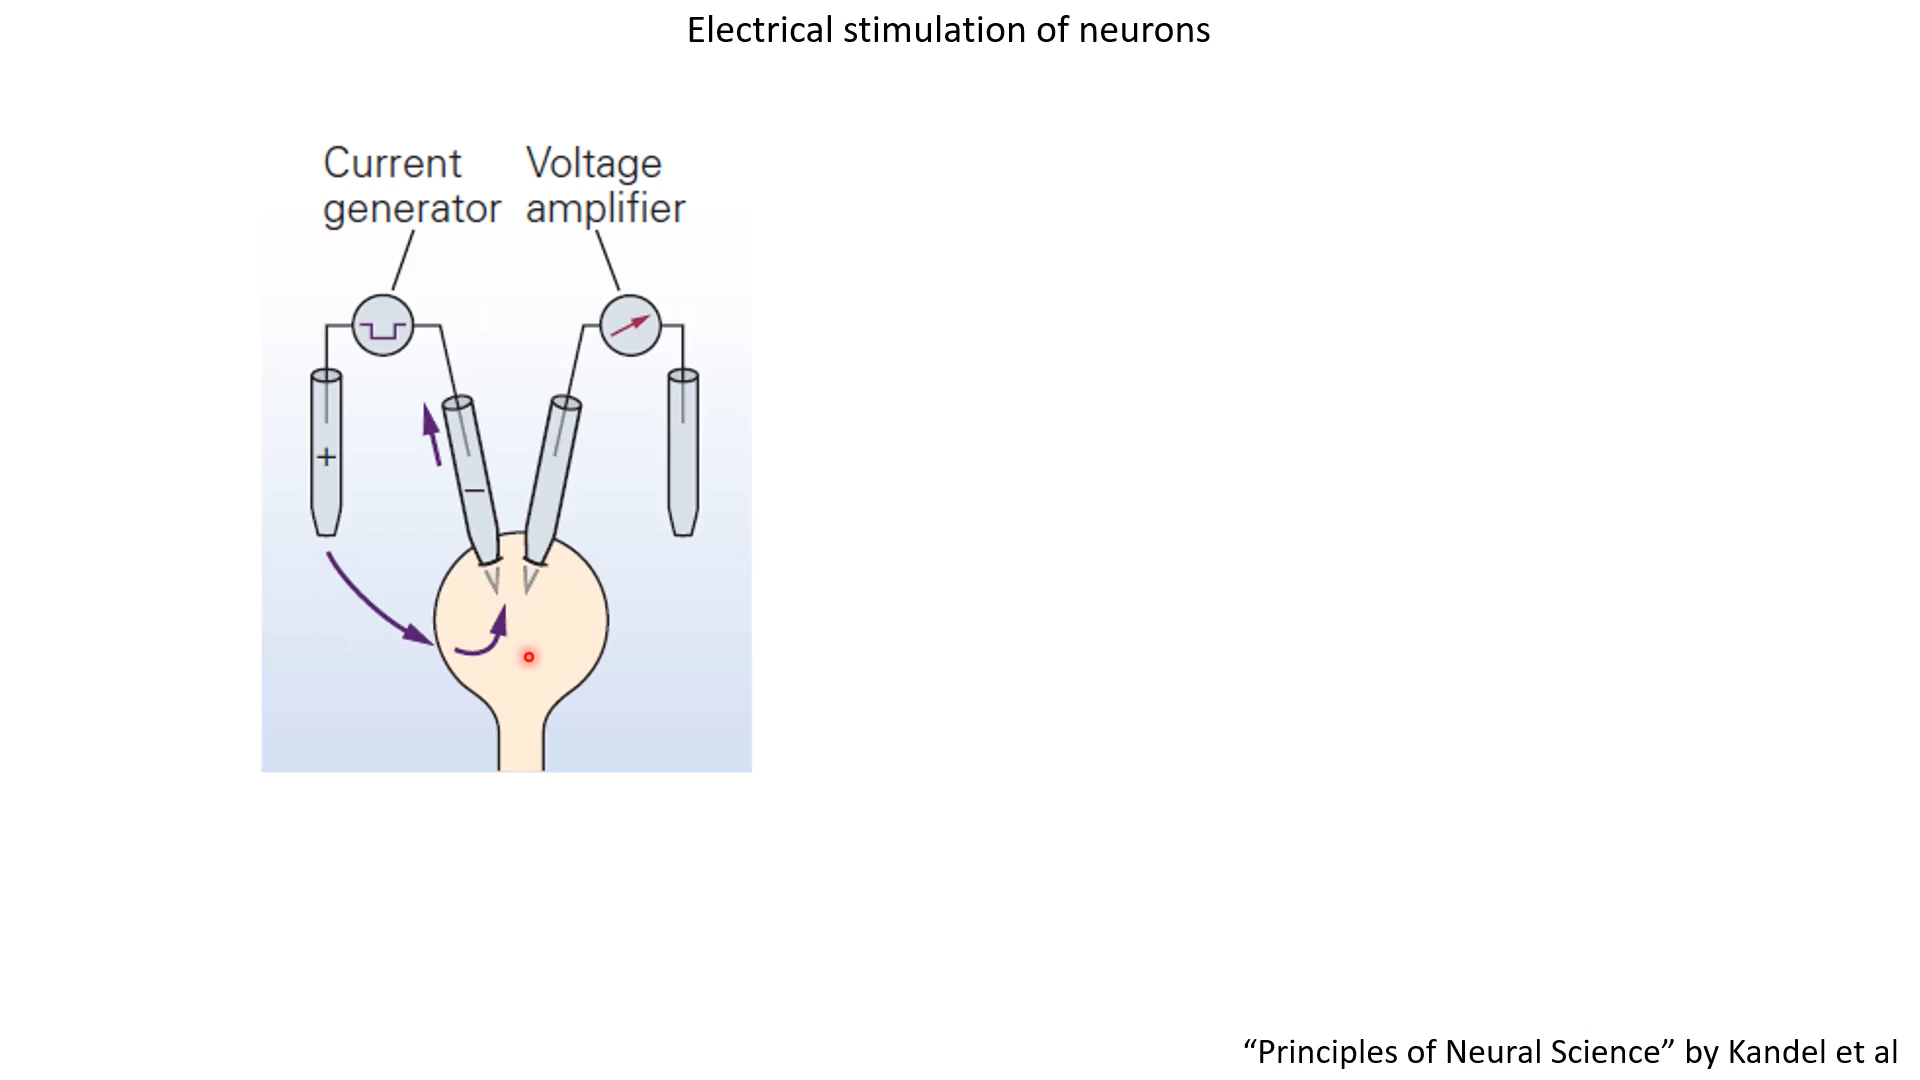 Electrical stimulation of neurons
Current
generator
Voltage
amplifier
+
−
“Principles of Neural Science” by Kandel et al